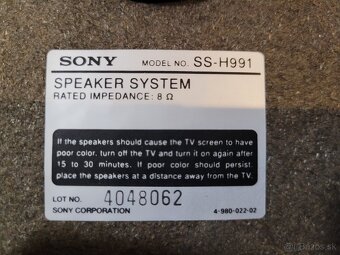 SONY MODEL NO. SS-H991
SPEAKER SYSTEM
RATED IMPEDANCE: 8 Ω
If the speakers should cause the TV screen to have
poor color, turn off the TV and turn it on again after
15 to 30 minutes. If poor color should persist,
place the speakers at a distance away from the TV.
LOT NO. 4048062
SONY CORPORATION 4-980-022-02
bazos.sk